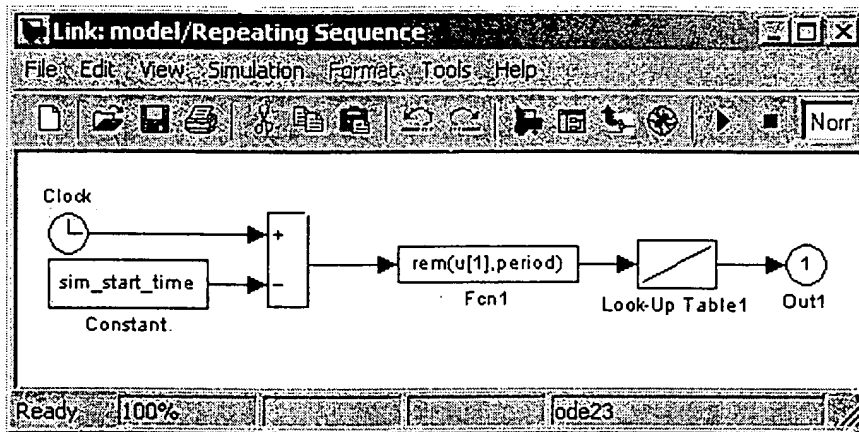 Link: model/Repeating Sequence
File Edit View Simulation Format Tools Help
Norr
Clock
+
sim_start_time
−
Constant.
rem(u[1],period)
Fcn1
Look-Up Table1
1
Out1
Ready 100% ode23